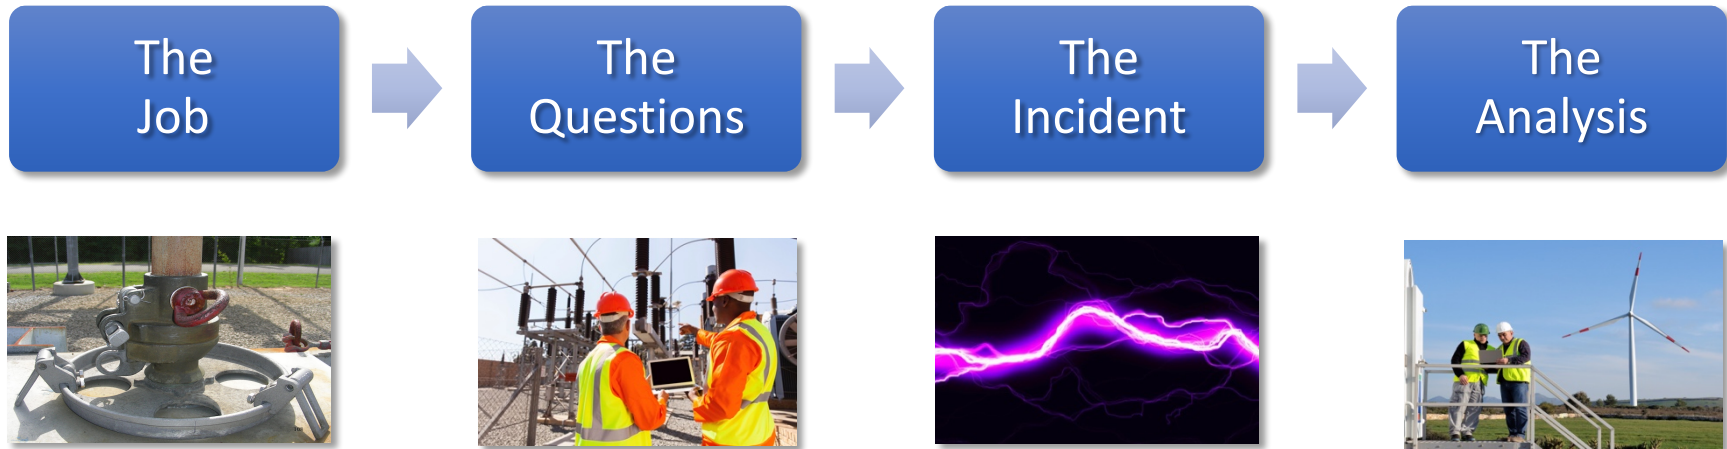 The
Job
The
Questions
The
Incident
The
Analysis